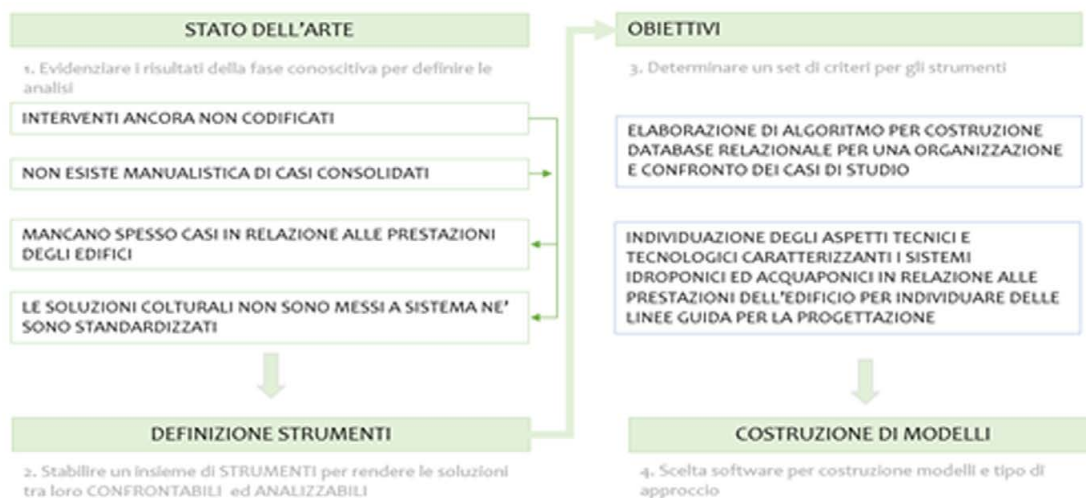 STATO DELL'ARTE
1. Evidenziare i risultati della fase conoscitiva per definire le
analisi
INTERVENTI ANCORA NON CODIFICATI
NON ESISTE MANUALISTICA DI CASI CONSOLIDATI
MANCANO SPESSO CASI IN RELAZIONE ALLE PRESTAZIONI
DEGLI EDIFICI
LE SOLUZIONI COLTURALI NON SONO MESSI A SISTEMA NE'
SONO STANDARDIZZATI
DEFINIZIONE STRUMENTI
2. Stabilire un insieme di STRUMENTI per rendere le soluzioni
tra loro CONFRONTABILI ed ANALIZZABILI
OBIETTIVI
3. Determinare un set di criteri per gli strumenti
ELABORAZIONE DI ALGORITMO PER COSTRUZIONE
DATABASE RELAZIONALE PER UNA ORGANIZZAZIONE
E CONFRONTO DEI CASI DI STUDIO
INDIVIDUAZIONE DEGLI ASPETTI TECNICI E
TECNOLOGICI CARATTERIZZANTI I SISTEMI
IDROPONICI ED ACQUAPONICI IN RELAZIONE ALLE
PRESTAZIONI DELL'EDIFICIO PER INDIVIDUARE DELLE
LINEE GUIDA PER LA PROGETTAZIONE
COSTRUZIONE DI MODELLI
4. Scelta software per costruzione modelli e tipo di
approccio